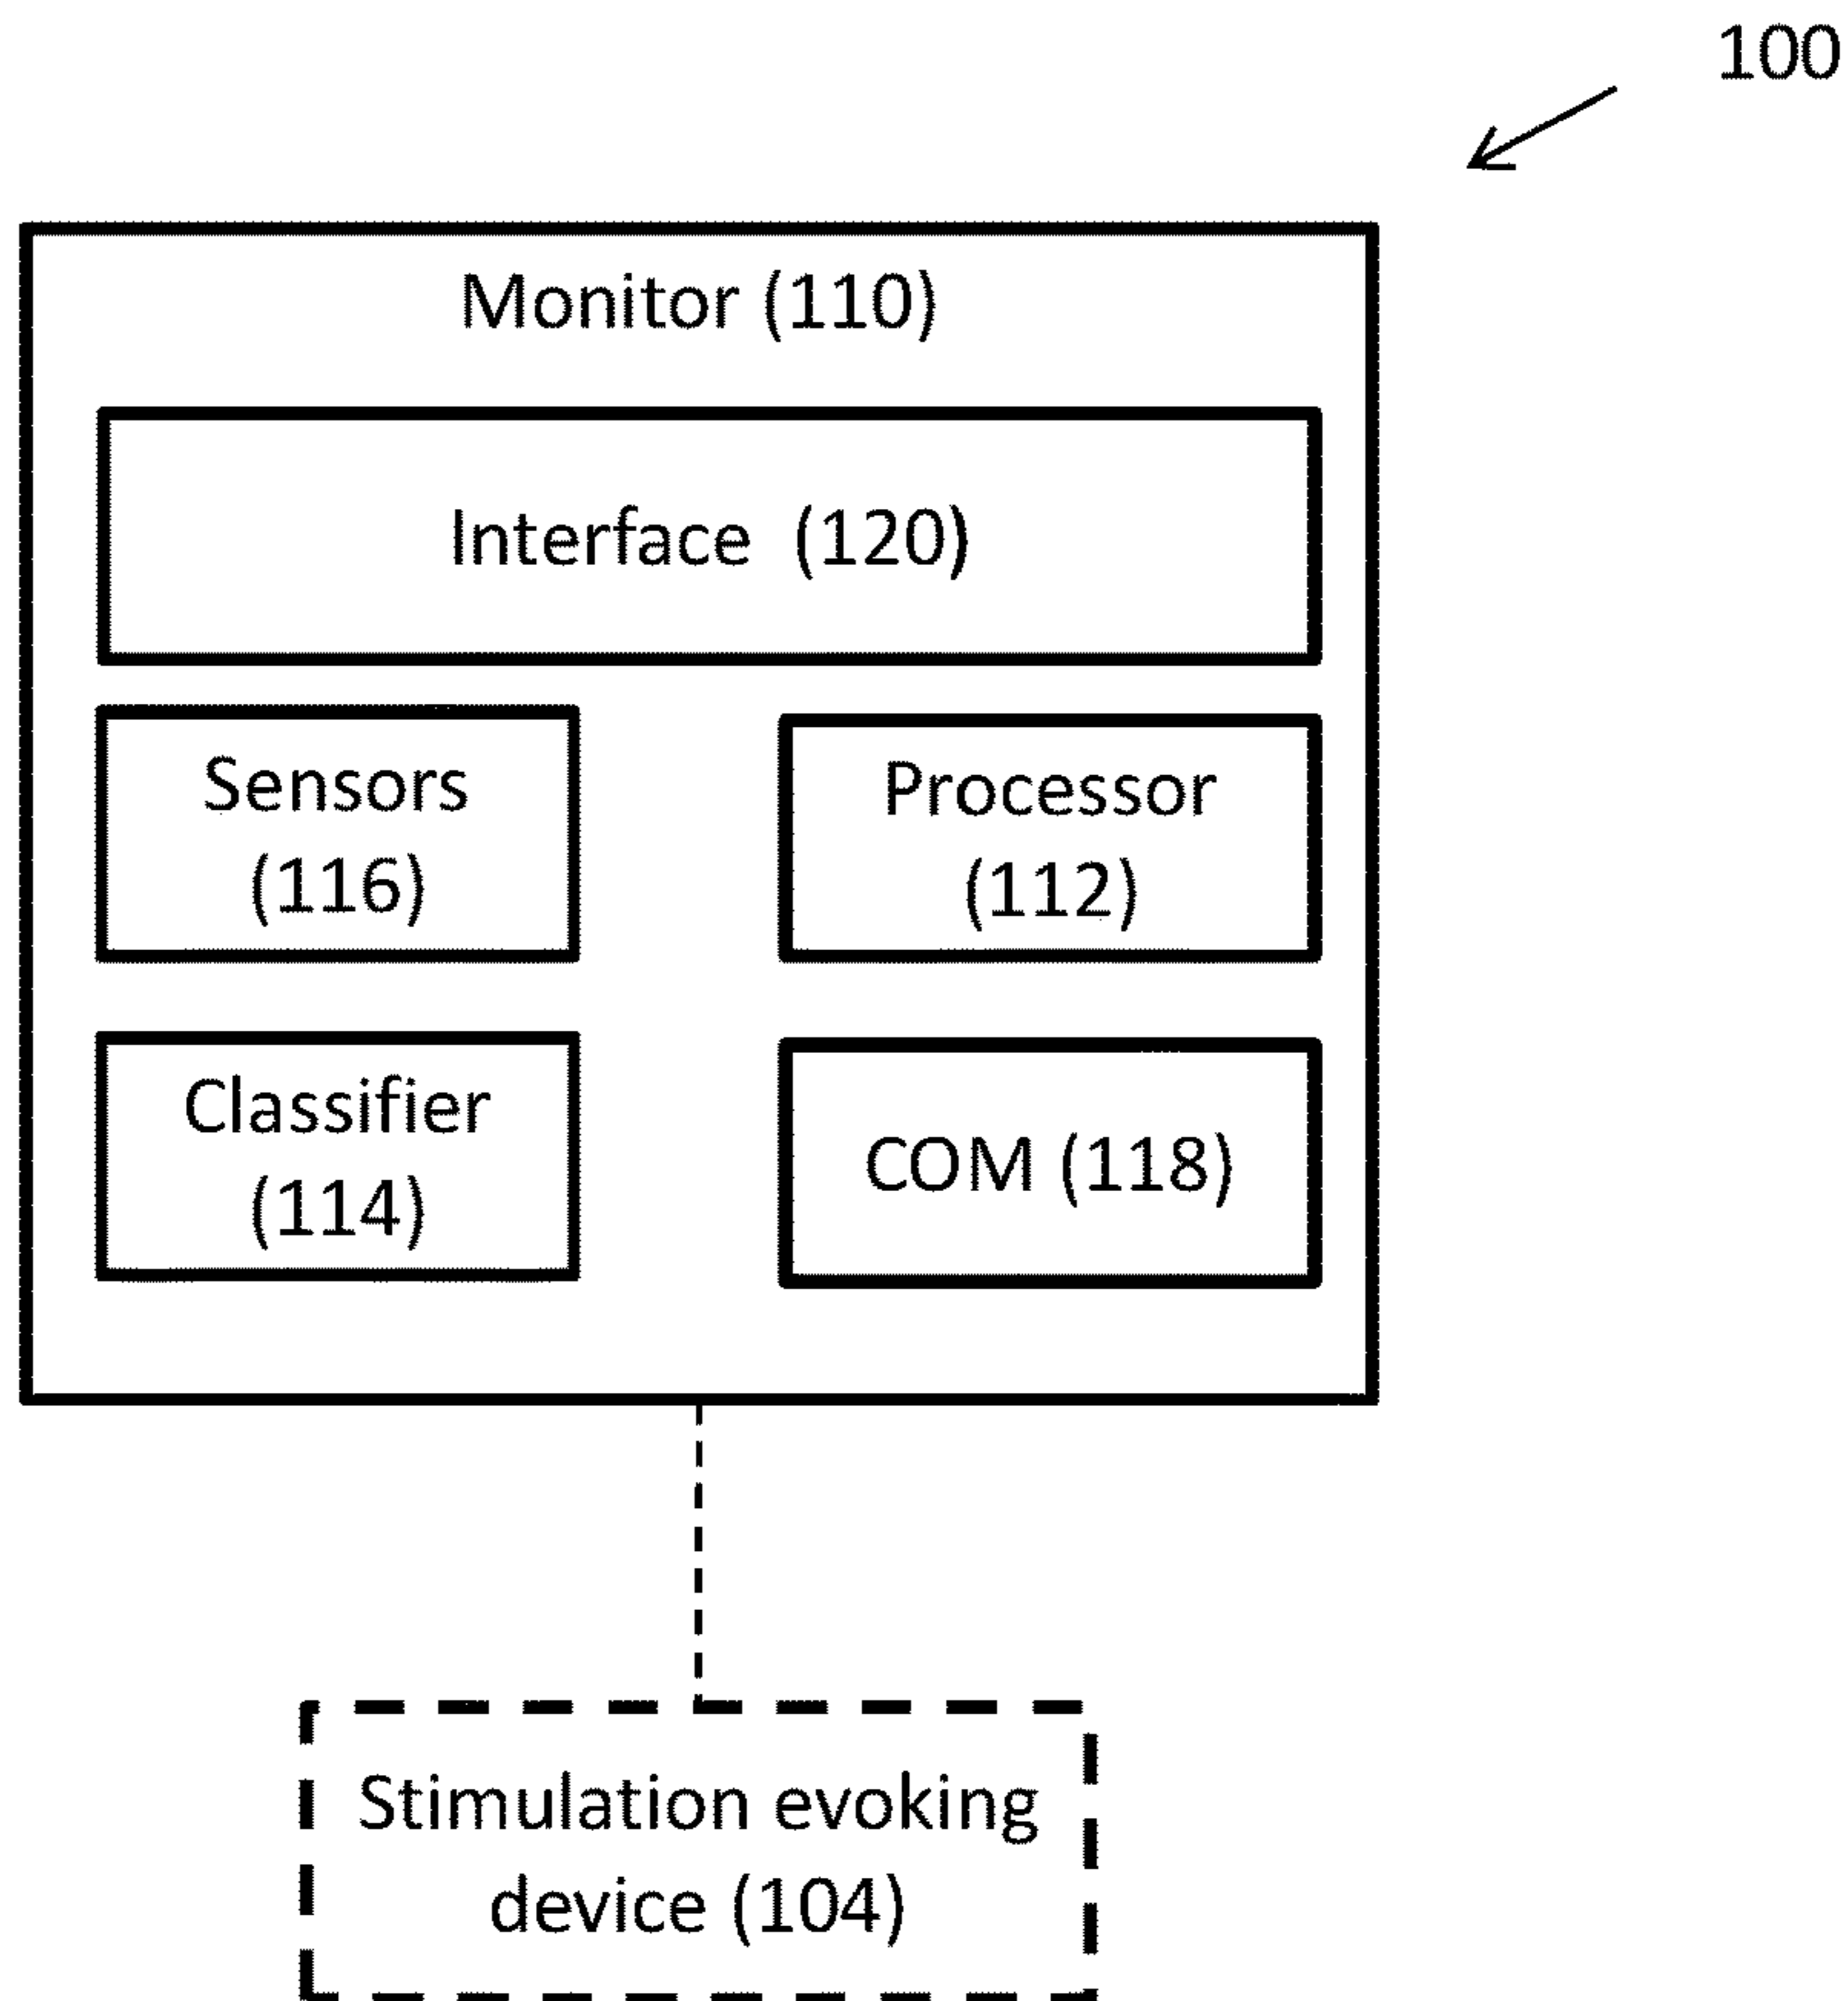 100
Monitor (110)
Interface (120)
Sensors
(116)
Processor
(112)
Classifier
(114)
COM (118)
Stimulation evoking
device (104)